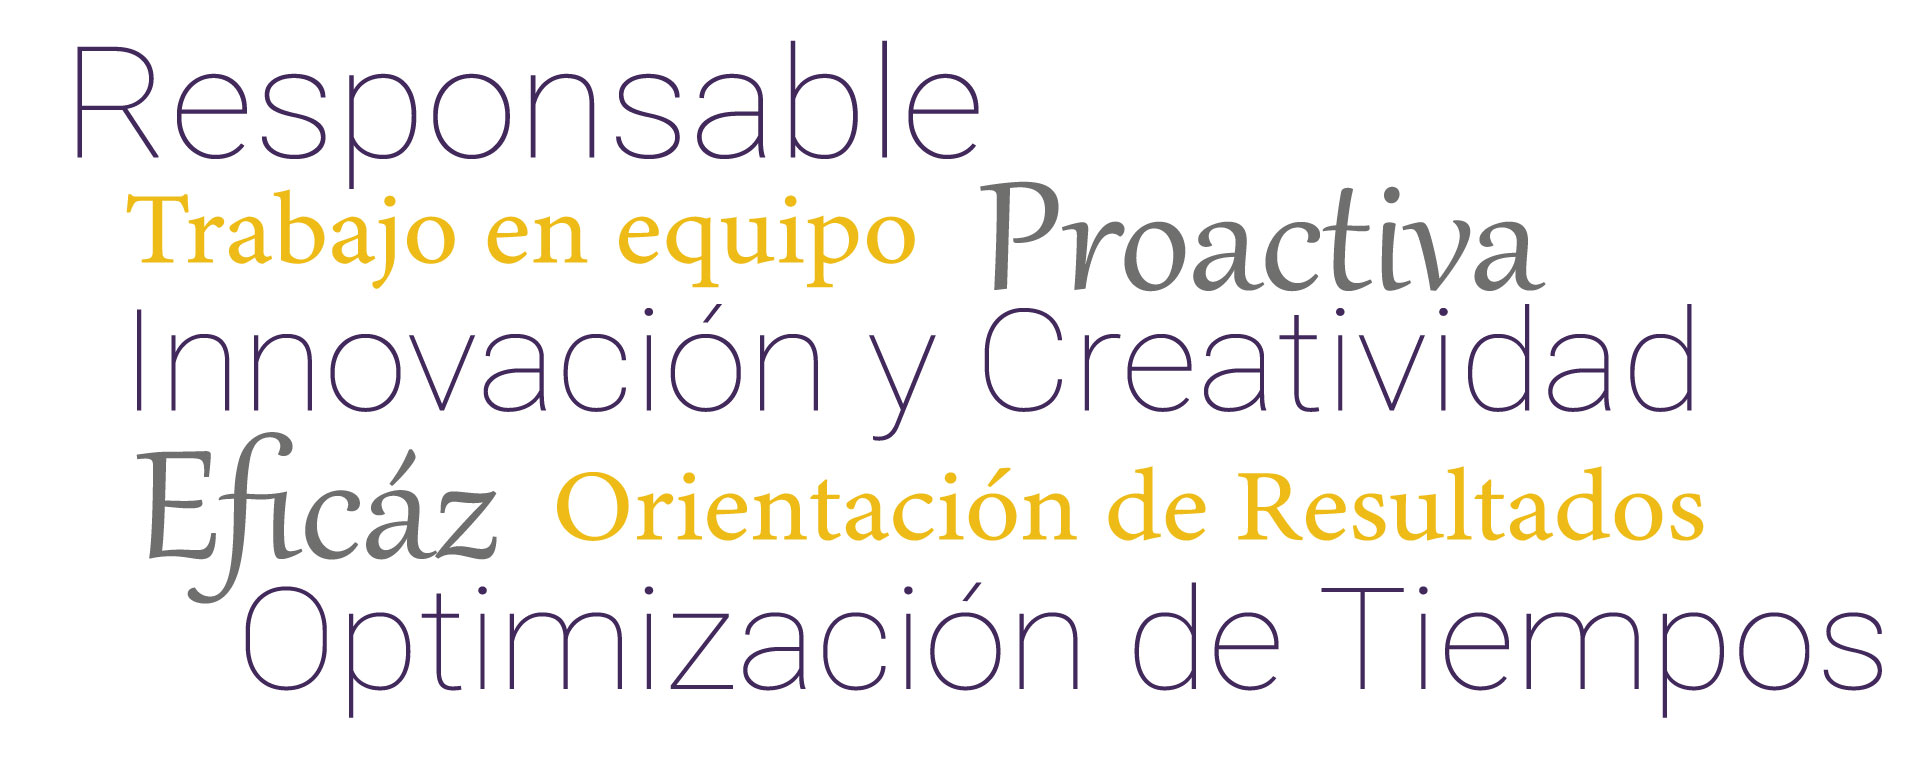 Responsable
Trabajo en equipo Proactiva
Innovación y Creatividad
Eficáz Orientación de Resultados
Optimización de Tiempos